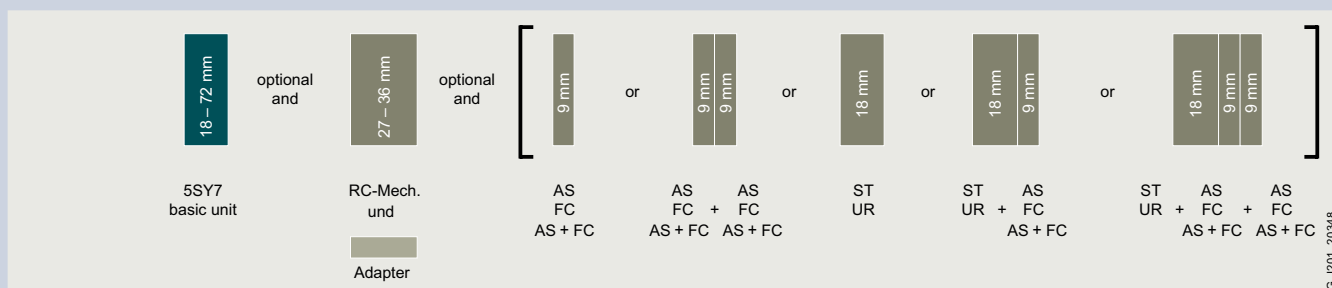 18 – 72 mm
optional
and
27 – 36 mm
optional
and
9 mm
or
9 mm
9 mm
or
18 mm
or
18 mm
9 mm
or
18 mm
9 mm
9 mm
5SY7
basic unit
RC-Mech.
und
Adapter
AS
FC
AS + FC
AS AS
FC + FC
AS + FC AS + FC
ST
UR
ST AS
UR + FC
AS + FC
ST AS AS
UR + FC + FC
AS + FC AS + FC